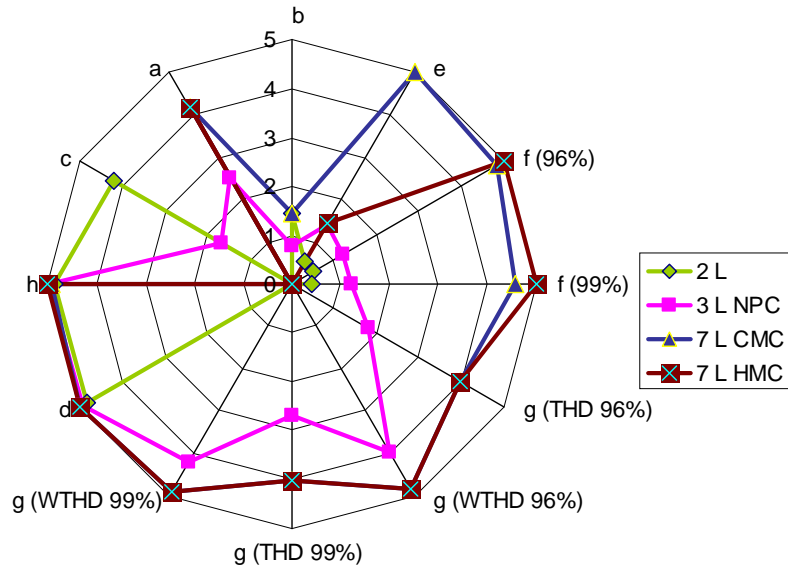 b
5
a
e
4
c
3
f (96%)
2
1
h
0
f (99%)
2 L
3 L NPC
7 L CMC
7 L HMC
d
g (THD 96%)
g (WTHD 99%)
g (WTHD 96%)
g (THD 99%)